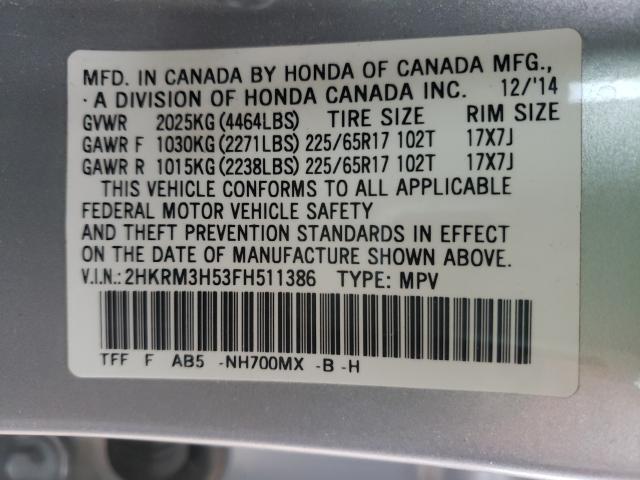 MFD. IN CANADA BY HONDA OF CANADA MFG.,
· A DIVISION OF HONDA CANADA INC. 12/'14
GVWR 2025KG (4464LBS) TIRE SIZE RIM SIZE
GAWR F 1030KG (2271LBS) 225/65R17 102T 17X7J
GAWR R 1015KG (2238LBS) 225/65R17 102T 17X7J
THIS VEHICLE CONFORMS TO ALL APPLICABLE
FEDERAL MOTOR VEHICLE SAFETY
AND THEFT PREVENTION STANDARDS IN EFFECT
ON THE DATE OF MANUFACTURE SHOWN ABOVE.
V.I.N.: 2HKRM3H53FH511386 TYPE: MPV
TFF F AB5 -NH700MX -B -H